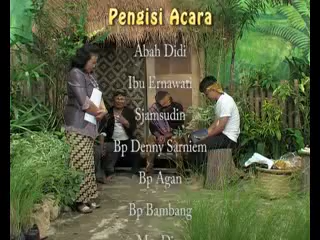 Pengisi Acara
Abah Didi
Ibu Ernawati
Sjamsudin
Bp Denny Sarniem
Bp Agan
Bp Bambang